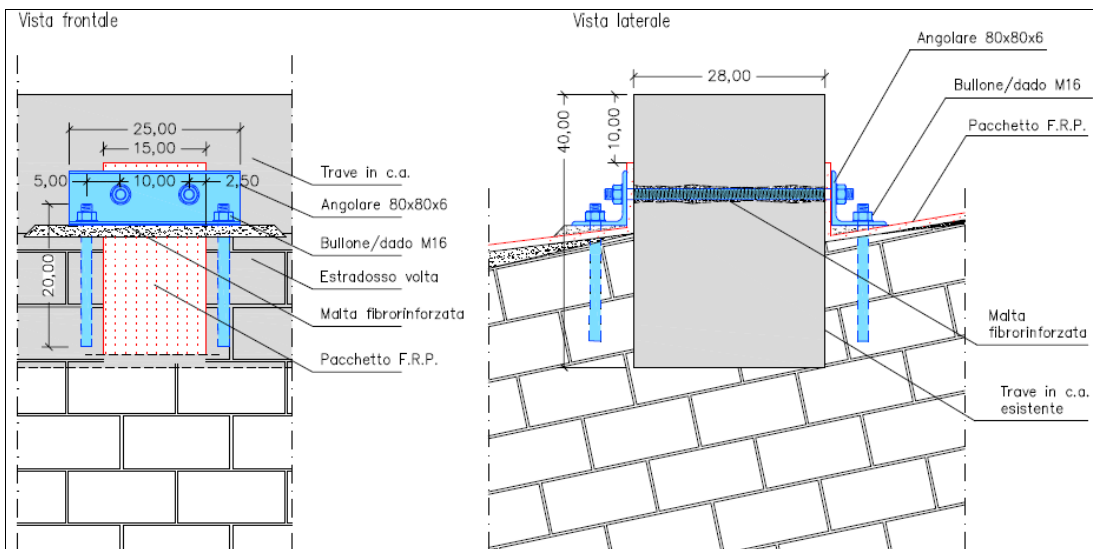 Vista frontale
25,00
15,00
5,00
10,00
2,50
20,00
Trave in c.a.
Angolare 80x80x6
Bullone/dado M16
Estradosso volta
Malta fibrorinforzata
Pacchetto F.R.P.
Vista laterale
28,00
40,00
10,00
Angolare 80x80x6
Bullone/dado M16
Pacchetto F.R.P.
Malta
fibrorinforzata
Trave in c.a.
esistente